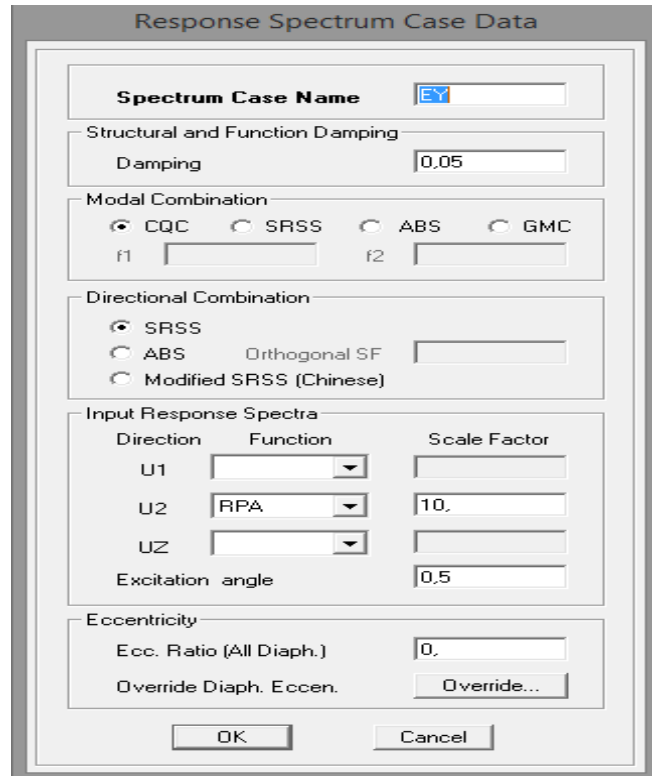 Response Spectrum Case Data
Spectrum Case Name EY
Structural and Function Damping
Damping 0,05
Modal Combination
CQC SRSS ABS GMC
f1 f2
Directional Combination
SRSS
ABS Orthogonal SF
Modified SRSS (Chinese)
Input Response Spectra
Direction Function Scale Factor
U1
U2 RPA 10,
UZ
Excitation angle 0,5
Eccentricity
Ecc. Ratio (All Diaph.) 0,
Override Diaph. Eccen. Override...
OK Cancel